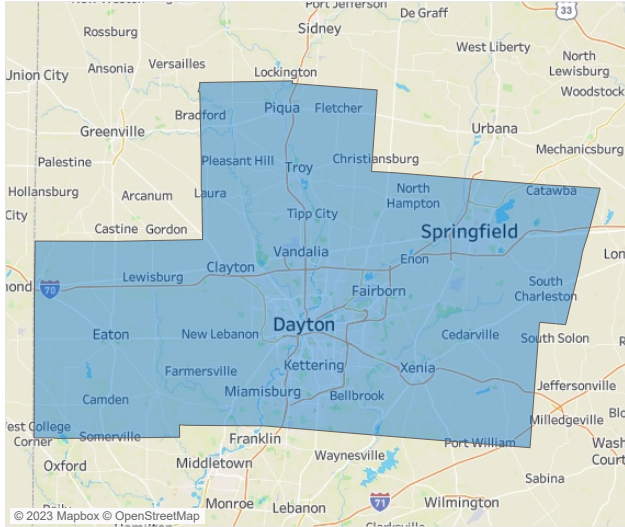 Port Jefferson
De Graff
33
Rossburg
Sidney
West Liberty
Versailles
Ansonia
Union City
North
Lewisburg
Lockington
Woodstock
Bradford
Piqua
Fletcher
Greenville
Urbana
Mechanicsburg
Palestine
Pleasant Hill
Troy
Christiansburg
Hollansburg
Arcanum
Laura
North
Hampton
Catawba
City
Tipp City
Castine
Gordon
Springfield
Vandalia
Enon
Clayton
Lewisburg
70
Fairborn
South
Charleston
Dayton
Eaton
New Lebanon
Cedarville
South Solon
Kettering
Xenia
Farmersville
Jeffersonville
Miamisburg
Bellbrook
Camden
Milledgeville
West College
Corner
Somerville
Franklin
Port William
Waynesville
Oxford
Middletown
Sabina
71
Monroe
Lebanon
Wilmington
© 2023 Mapbox © OpenStreetMap